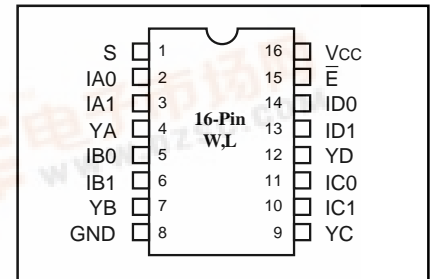 S 1 16 Vcc
IA0 2 15 E̅
IA1 3 14 ID0
YA 4 13 ID1
16-Pin
W,L
IB0 5 12 YD
IB1 6 11 IC0
YB 7 10 IC1
GND 8 9 YC